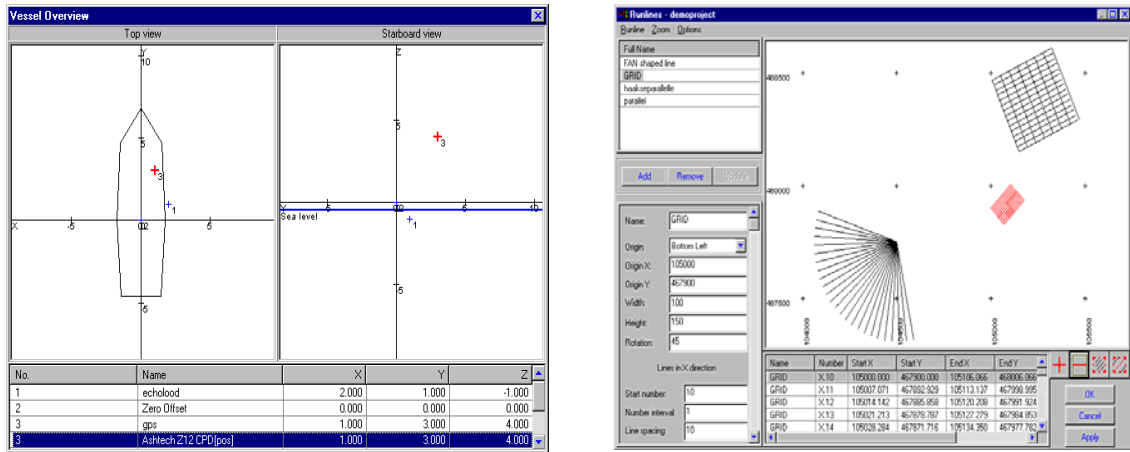 Vessel Overview
Top view
Starboard view
Y
10
5
3
1
X
-5
02
5
-5
Z
5
3
Y
5
02
5
10
Sea level
1
-5
No. Name X Y Z
1 echolood 2.000 1.000 -1.000
2 Zero Offset 0.000 0.000 0.000
3 gps 1.000 3.000 4.000
3 Ashtech Z12 CPD[pos] 1.000 3.000 4.000
Runlines - demoproject
Runline Zoom Options
Full Name
FAN shaped line
GRID
haakseparallelle
parallel
Add Remove Update
Name: GRID
Origin: Bottom Left
Origin X: 105000
Origin Y: 467900
Width: 100
Height: 150
Rotation: 45
Lines in X direction
Start number: 10
Number interval: 1
Line spacing: 10
468500
467500
104000
104500
105000
105500
Name Number Start X Start Y End X End Y
GRID X.10 105000.000 467900.000 105106.066 468006.066
GRID X.11 105007.071 467892.929 105113.137 467998.995
GRID X.12 105014.142 467885.858 105120.208 467991.924
GRID X.13 105021.213 467878.787 105127.279 467984.853
GRID X.14 105028.284 467871.716 105134.350 467977.782
OK
Cancel
Apply